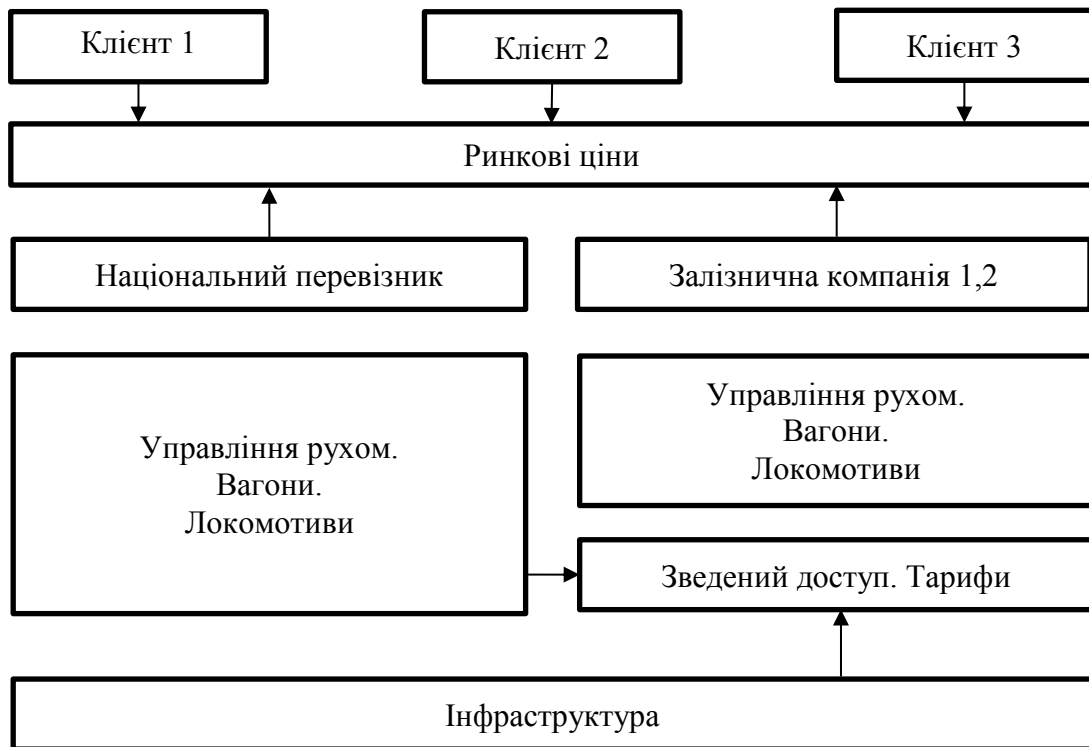 Клієнт 1
Клієнт 2
Клієнт 3
Ринкові ціни
Національний перевізник
Залізнична компанія 1,2
Управління рухом.
Вагони.
Локомотиви
Управління рухом.
Вагони.
Локомотиви
Зведений доступ. Тарифи
Інфраструктура